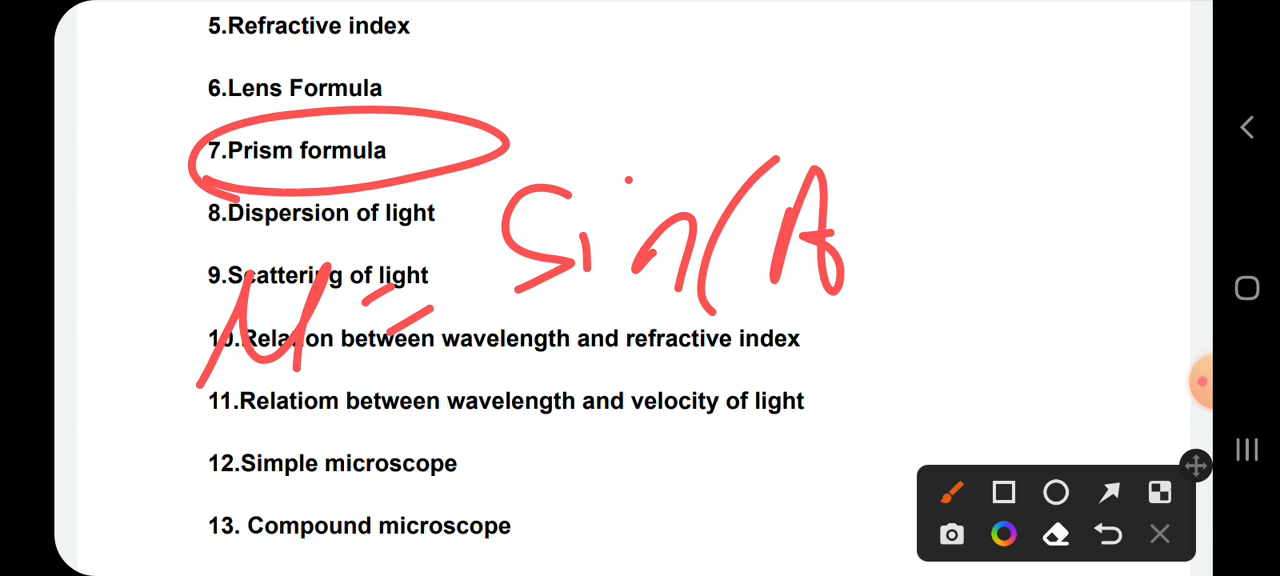 5.Refractive index
6.Lens Formula
7.Prism formula
8.Dispersion of light
μ = Sin(A
9.Scattering of light
10.Relation between wavelength and refractive index
11.Relatiom between wavelength and velocity of light
12.Simple microscope
13. Compound microscope